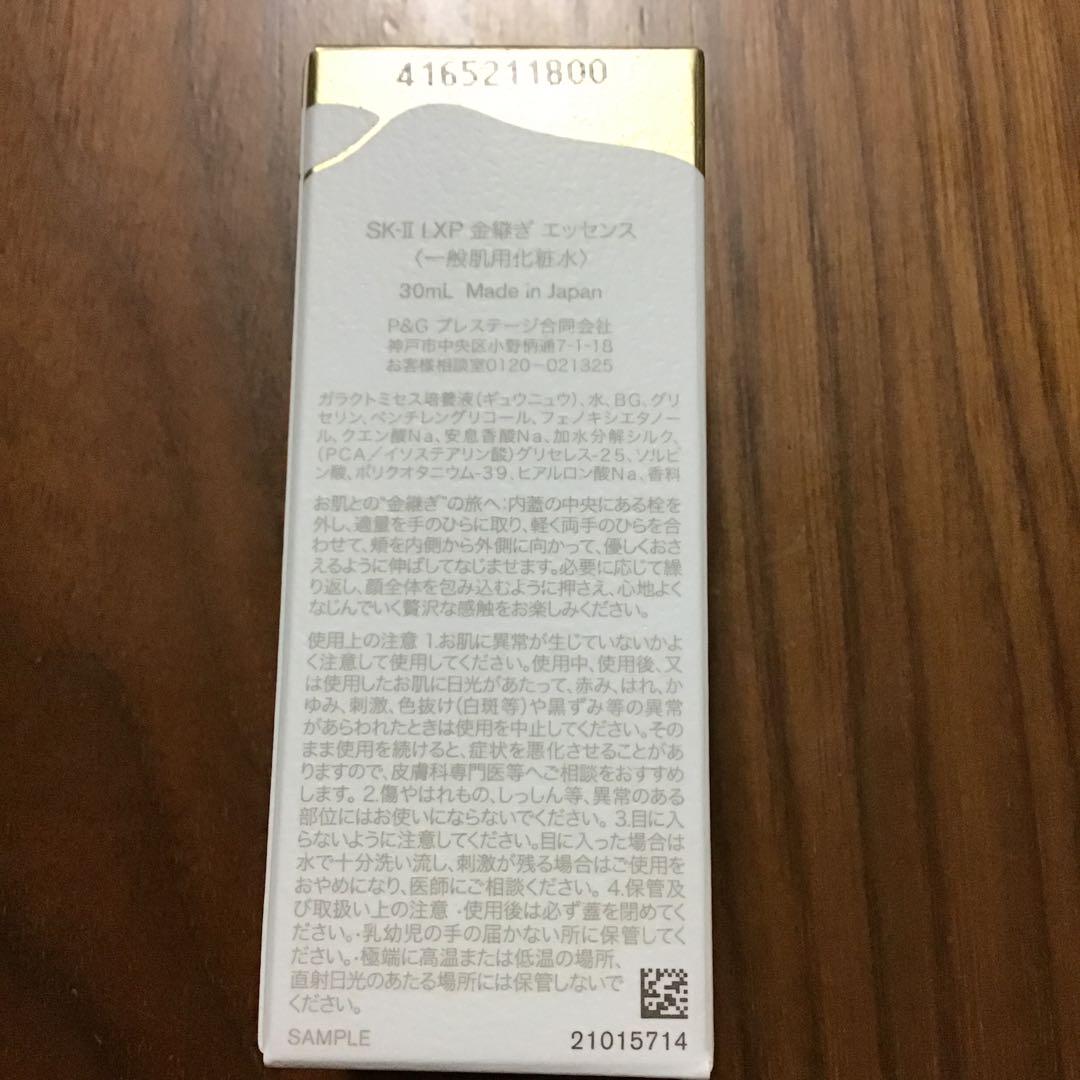 4165211800
SK-II LXP 金継ぎ エッセンス
〈一般肌用化粧水〉
30mL Made in Japan
P&G プレステージ合同会社
神戸市中央区小野柄通7-1-18
お客様相談室0120-021325
ガラクトミセス培養液(ギュウニュウ)、水、BG、グリ
セリン、ペンチレングリコール、フェノキシエタノー
ル、クエン酸Na、安息香酸Na、加水分解シルク、
(PCA/イソステアリン酸)グリセレス-25、ソルビ
ン酸、ポリクオタニウム-39、ヒアルロン酸Na、香料
お肌との"金継ぎ"の旅へ:内蓋の中央にある栓を
外し、適量を手のひらに取り、軽く両手のひらを合
わせて、頬を内側から外側に向かって、優しくおさ
えるように伸ばしてなじませます。必要に応じて繰
り返し、顔全体を包み込むように押さえ、心地よく
なじんでいく贅沢な感触をお楽しみください。
使用上の注意 1.お肌に異常が生じていないかよ
く注意して使用してください。使用中、使用後、又
は使用したお肌に日光があたって、赤み、はれ、か
ゆみ、刺激、色抜け(白斑等)や黒ずみ等の異常
があらわれたときは使用を中止してください。その
まま使用を続けると、症状を悪化させることがあ
りますので、皮膚科専門医等へご相談をおすすめ
します。2.傷やはれもの、しっしん等、異常のある
部位にはお使いにならないでください。3.目に入
らないように注意してください。目に入った場合は
水で十分洗い流し、刺激が残る場合はご使用を
おやめになり、医師にご相談ください。4.保管及
び取扱い上の注意 ・使用後は必ず蓋を閉めてく
ださい。・乳幼児の手の届かない所に保管してく
ださい。・極端に高温または低温の場所、
直射日光のあたる場所には保管しないで
ください。
SAMPLE
21015714